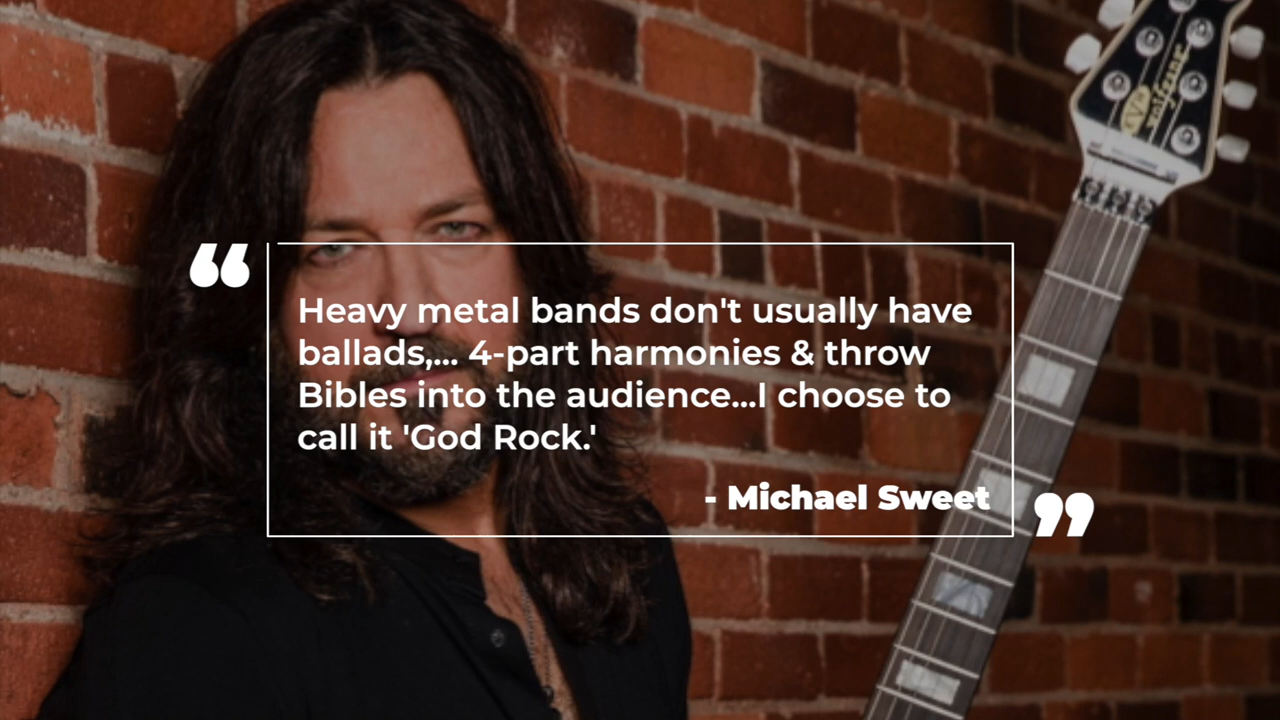 wolfgang
“
Heavy metal bands don't usually have
ballads,... 4-part harmonies & throw
Bibles into the audience...I choose to
call it 'God Rock.'
- Michael Sweet
”